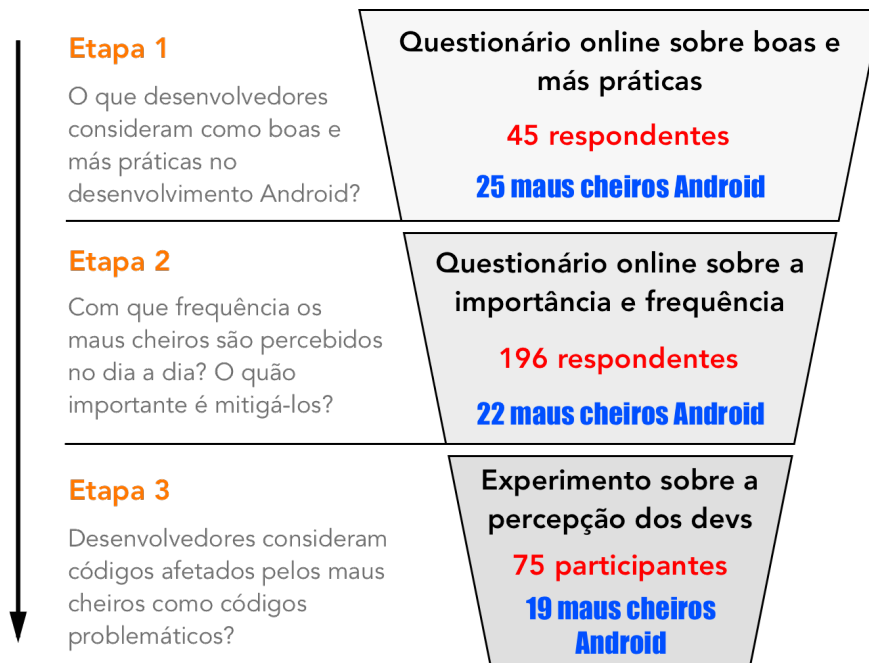 Etapa 1
O que desenvolvedores
consideram como boas e
más práticas no
desenvolvimento Android?
Questionário online sobre boas e
más práticas
45 respondentes
25 maus cheiros Android
Etapa 2
Com que frequência os
maus cheiros são percebidos
no dia a dia? O quão
importante é mitigá-los?
Questionário online sobre a
importância e frequência
196 respondentes
22 maus cheiros Android
Etapa 3
Desenvolvedores consideram
códigos afetados pelos maus
cheiros como códigos
problemáticos?
Experimento sobre a
percepção dos devs
75 participantes
19 maus cheiros
Android